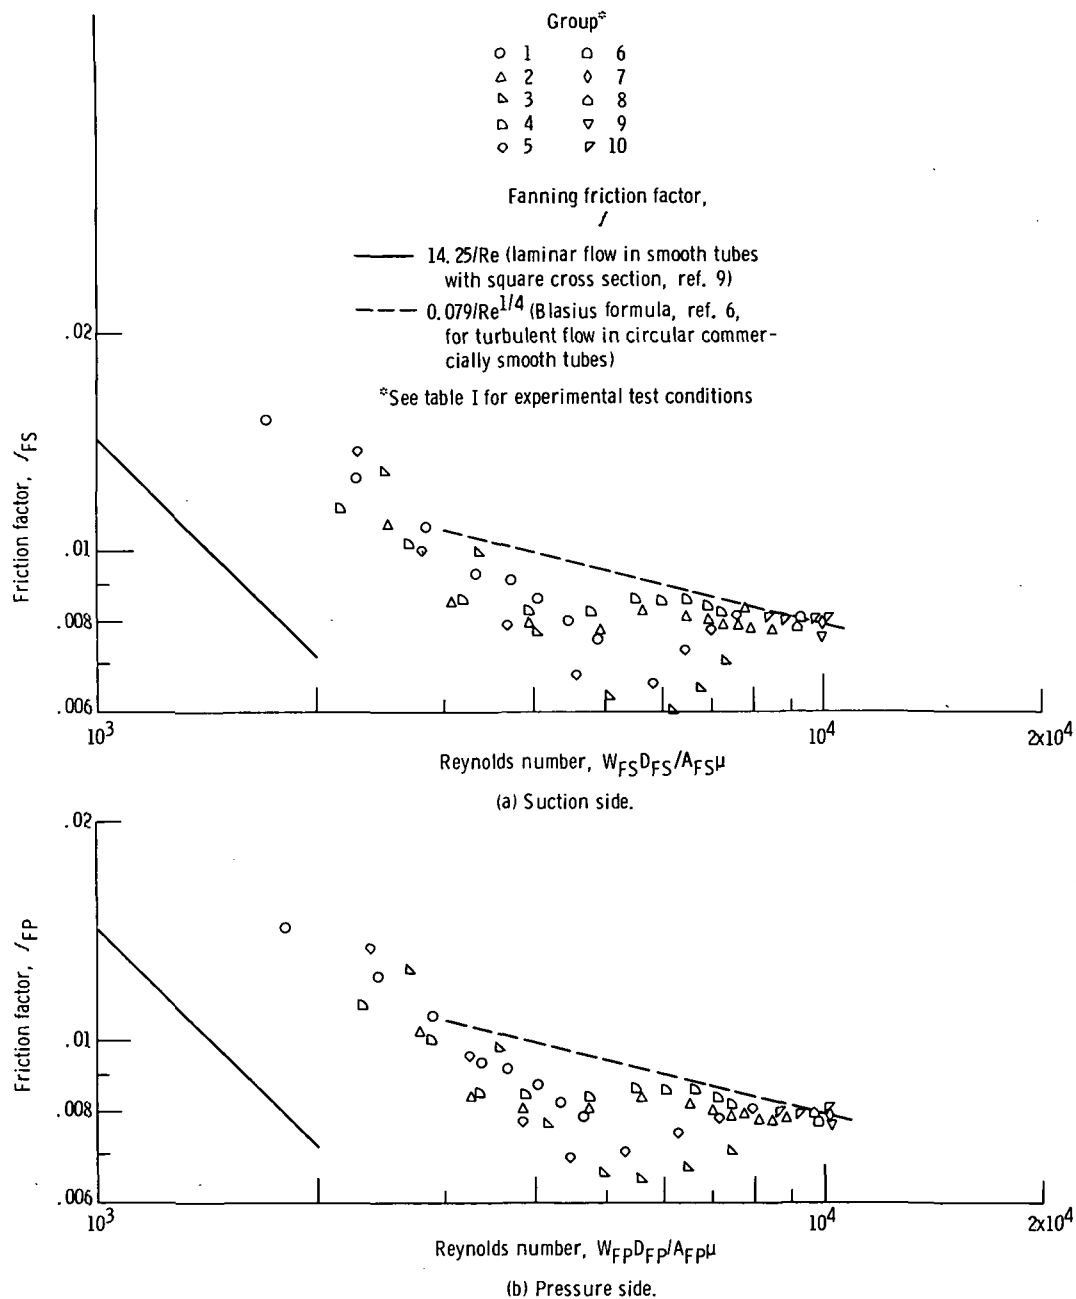 Group*
1 6
2 7
3 8
4 9
5 10
Fanning friction factor,
f
14.25/Re (laminar flow in smooth tubes
with square cross section, ref. 9)
0.079/Re^1/4 (Blasius formula, ref. 6,
for turbulent flow in circular commer-
cially smooth tubes)
*See table I for experimental test conditions
Friction factor, f_FS
.02
.01
.008
.006
10^3 10^4 2x10^4
Reynolds number, W_FS D_FS/A_FS μ
(a) Suction side.
Friction factor, f_FP
.02
.01
.008
.006
10^3 10^4 2x10^4
Reynolds number, W_FP D_FP/A_FP μ
(b) Pressure side.